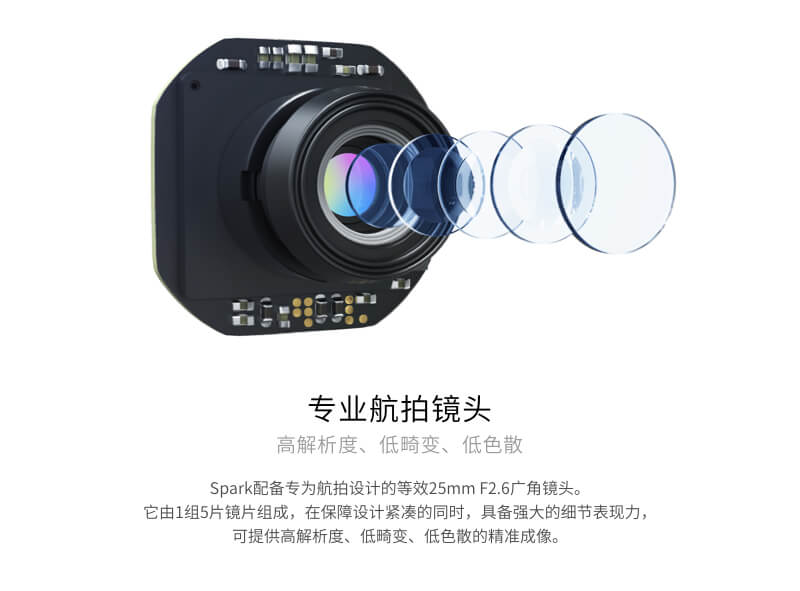 专业航拍镜头
高解析度、低畸变、低色散
Spark配备专为航拍设计的等效25mm F2.6广角镜头。
它由1组5片镜片组成，在保障设计紧凑的同时，具备强大的细节表现力，
可提供高解析度、低畸变、低色散的精准成像。